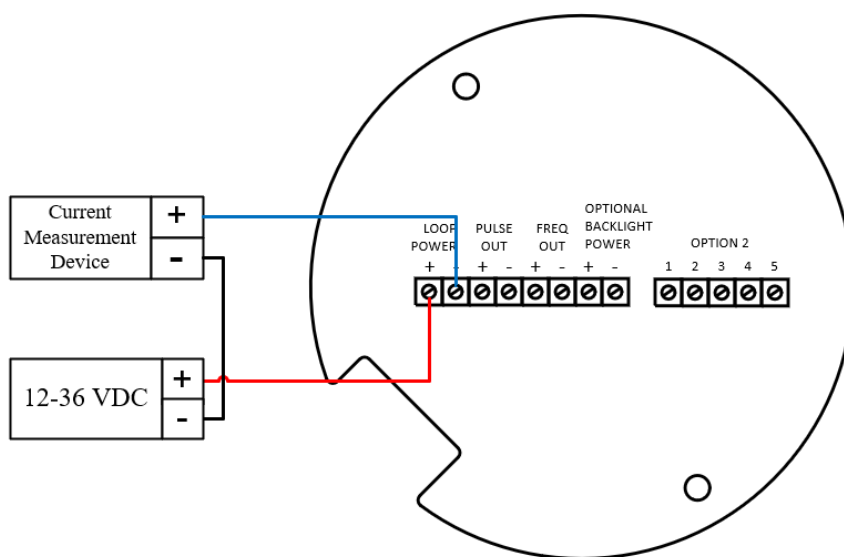 Current
Measurement
Device
+
-
12-36 VDC
+
-
LOOP
POWER
+ -
PULSE
OUT
+ -
FREQ
OUT
+ -
OPTIONAL
BACKLIGHT
POWER
+ -
OPTION 2
1 2 3 4 5